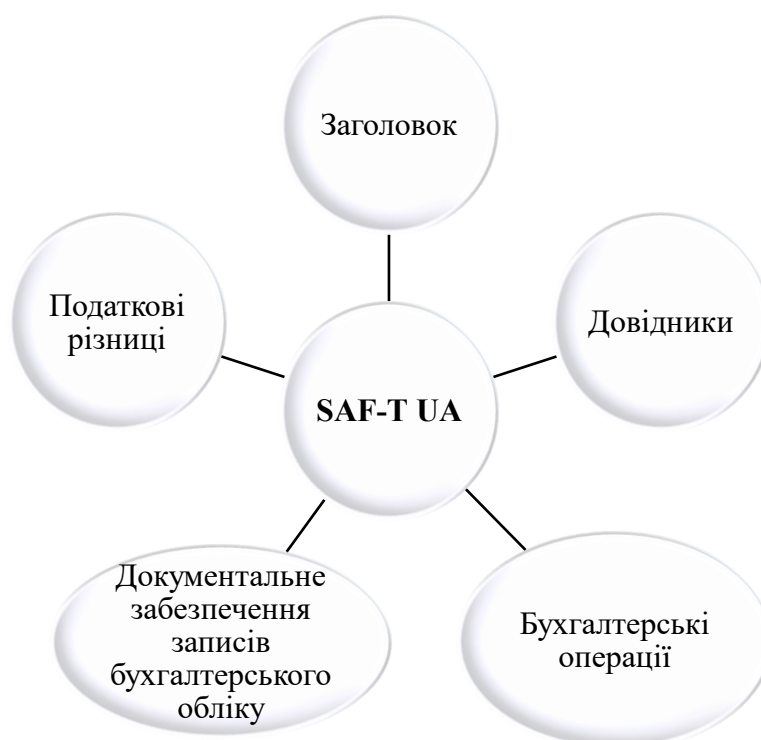 Заголовок
Податкові
різниці
Довідники
SAF-T UA
Документальне
забезпечення
записів
бухгалтерського
обліку
Бухгалтерські
операції